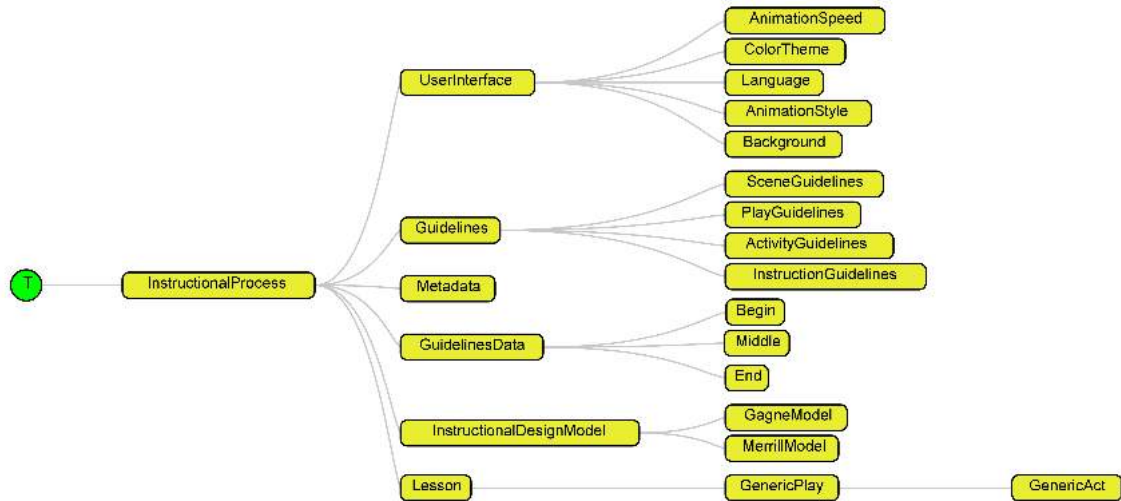 T
InstructionalProcess
UserInterface
AnimationSpeed
ColorTheme
Language
AnimationStyle
Background
Guidelines
SceneGuidelines
PlayGuidelines
ActivityGuidelines
InstructionGuidelines
Metadata
GuidelinesData
Begin
Middle
End
InstructionalDesignModel
GagneModel
MerrillModel
Lesson
GenericPlay
GenericAct